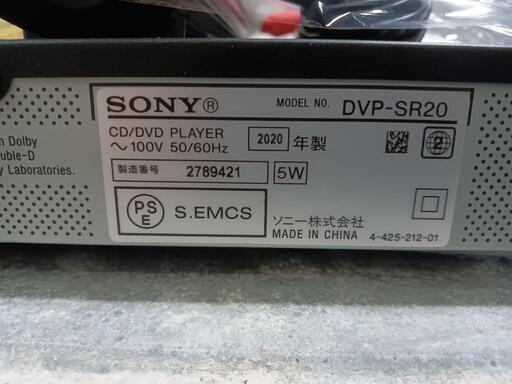 SONY® MODEL NO. DVP-SR20
CD/DVD PLAYER
~100V 50/60Hz
2020 年製
2
製造番号 2789421 5W
PS
E
S.EMCS
ソニー株式会社
MADE IN CHINA 4-425-212-01
Dolby
Laboratories.